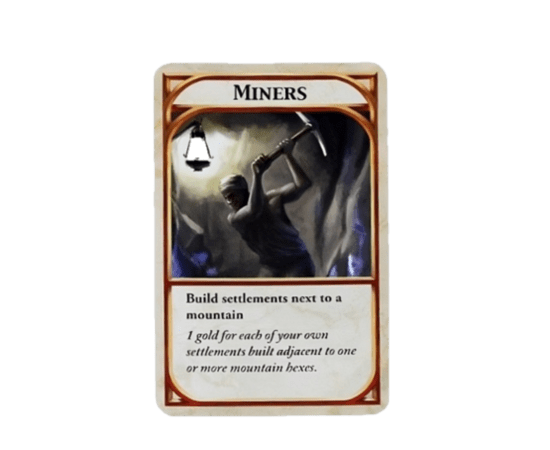 MINERS
Build settlements next to a
mountain
1 gold for each of your own
settlements built adjacent to one
or more mountain hexes.